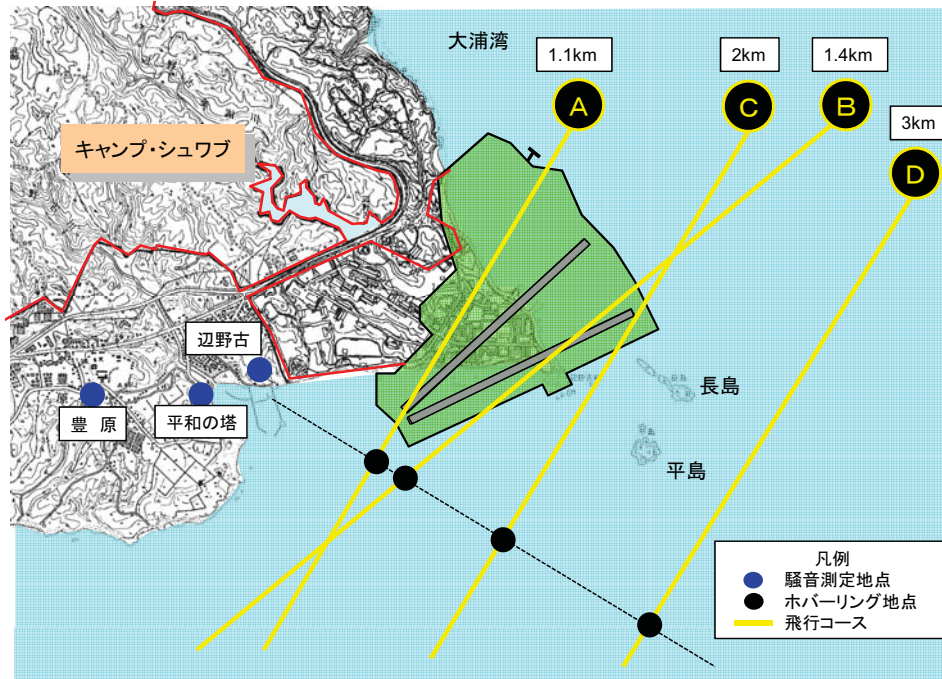 大浦湾
1.1km
2km
1.4km
3km
A
C
B
D
キャンプ・シュワブ
辺野古
豊 原
平和の塔
長島
平島
凡例
騒音測定地点
ホバーリング地点
飛行コース